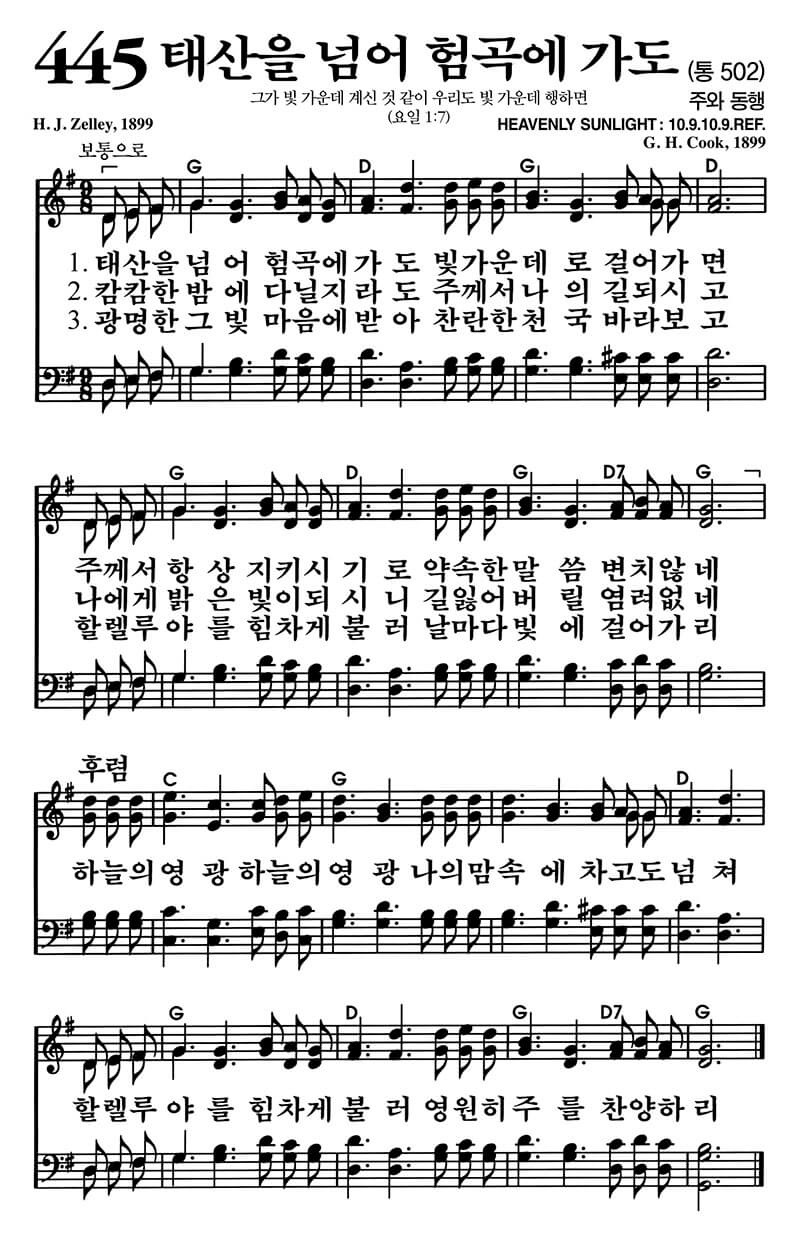 445 태산을 넘어 험곡에 가도 (통 502)
그가 빛 가운데 계신 것 같이 우리도 빛 가운데 행하면
(요일 1:7)
주와 동행
H. J. Zelley, 1899
HEAVENLY SUNLIGHT : 10.9.10.9.REF.
G. H. Cook, 1899
보통으로
G D G D
1. 태산을 넘 어 험곡에 가 도 빛가운데 로 걸어가 면
2. 캄캄한 밤 에 다닐지 라 도 주께서 나 의 길되시 고
3. 광명한 그 빛 마음에 받 아 찬란한 천 국 바라보 고
G D G D7 G
주께서 항 상 지키시 기 로 약속한 말 씀 변치않 네
나에게 밝 은 빛이되 시 니 길잃어 버 릴 염려없 네
할렐루 야 를 힘차게 불 러 날마다 빛 에 걸어가 리
후렴
C G D
하늘의 영 광 하늘의 영 광 나의맘속 에 차고도 넘 쳐
G D G D7 G
할렐루 야 를 힘차게 불 러 영원히 주 를 찬양하 리